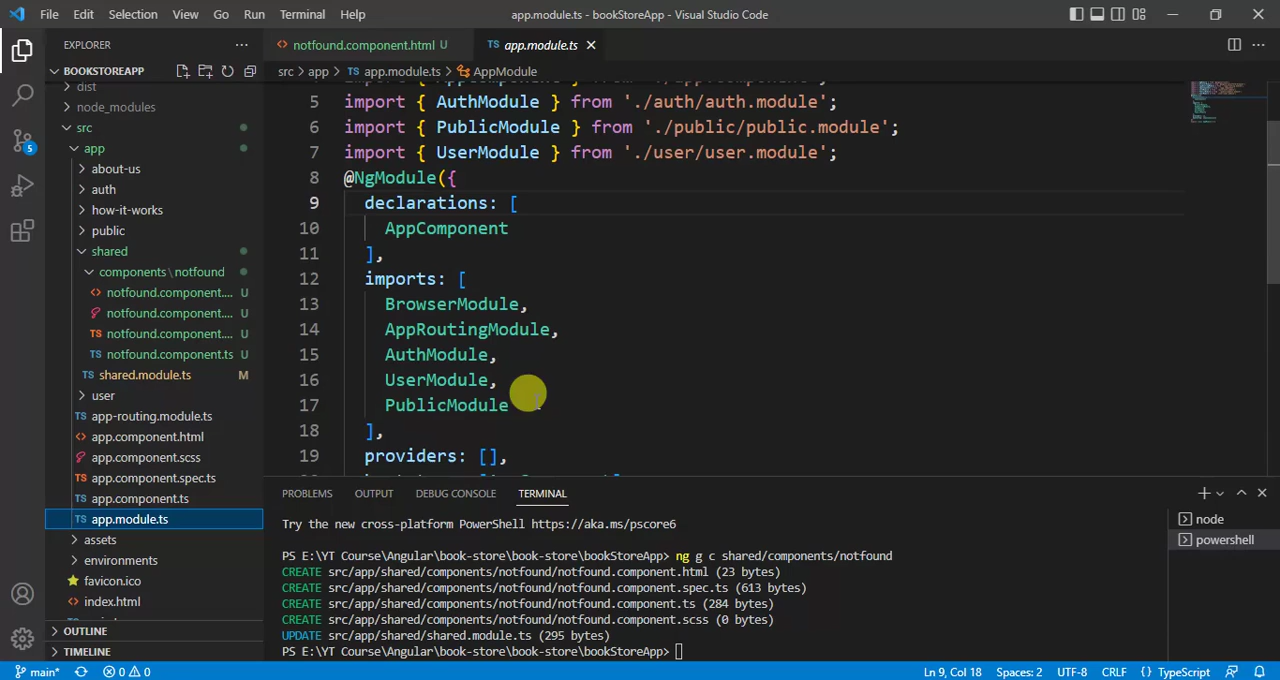 File Edit Selection View Go Run Terminal Help
app.module.ts - bookStoreApp - Visual Studio Code
EXPLORER
BOOKSTOREAPP
dist
node_modules
src
app
about-us
auth
how-it-works
public
shared
components\notfound
notfound.component.... U
notfound.component.... U
notfound.component.... U
notfound.component.ts U
shared.module.ts M
user
app-routing.module.ts
app.component.html
app.component.scss
app.component.spec.ts
app.component.ts
app.module.ts
assets
environments
favicon.ico
index.html
OUTLINE
TIMELINE
notfound.component.html U
TS app.module.ts
src > app > TS app.module.ts > AppModule
5 import { AuthModule } from './auth/auth.module';
6 import { PublicModule } from './public/public.module';
7 import { UserModule } from './user/user.module';
8 @NgModule({
9 declarations: [
10 AppComponent
11 ],
12 imports: [
13 BrowserModule,
14 AppRoutingModule,
15 AuthModule,
16 UserModule,
17 PublicModule
18 ],
providers: [],
PROBLEMS OUTPUT DEBUG CONSOLE TERMINAL
Try the new cross-platform PowerShell https://aka.ms/pscore6
PS E:\YT Course\Angular\book-store\book-store\bookStoreApp> ng g c shared/components/notfound
CREATE src/app/shared/components/notfound/notfound.component.html (23 bytes)
CREATE src/app/shared/components/notfound/notfound.component.spec.ts (613 bytes)
CREATE src/app/shared/components/notfound/notfound.component.ts (284 bytes)
CREATE src/app/shared/components/notfound/notfound.component.scss (0 bytes)
UPDATE src/app/shared/shared.module.ts (295 bytes)
PS E:\YT Course\Angular\book-store\book-store\bookStoreApp>
node
powershell
main* 0 0
Ln 9, Col 18 Spaces: 2 UTF-8 CRLF { } TypeScript